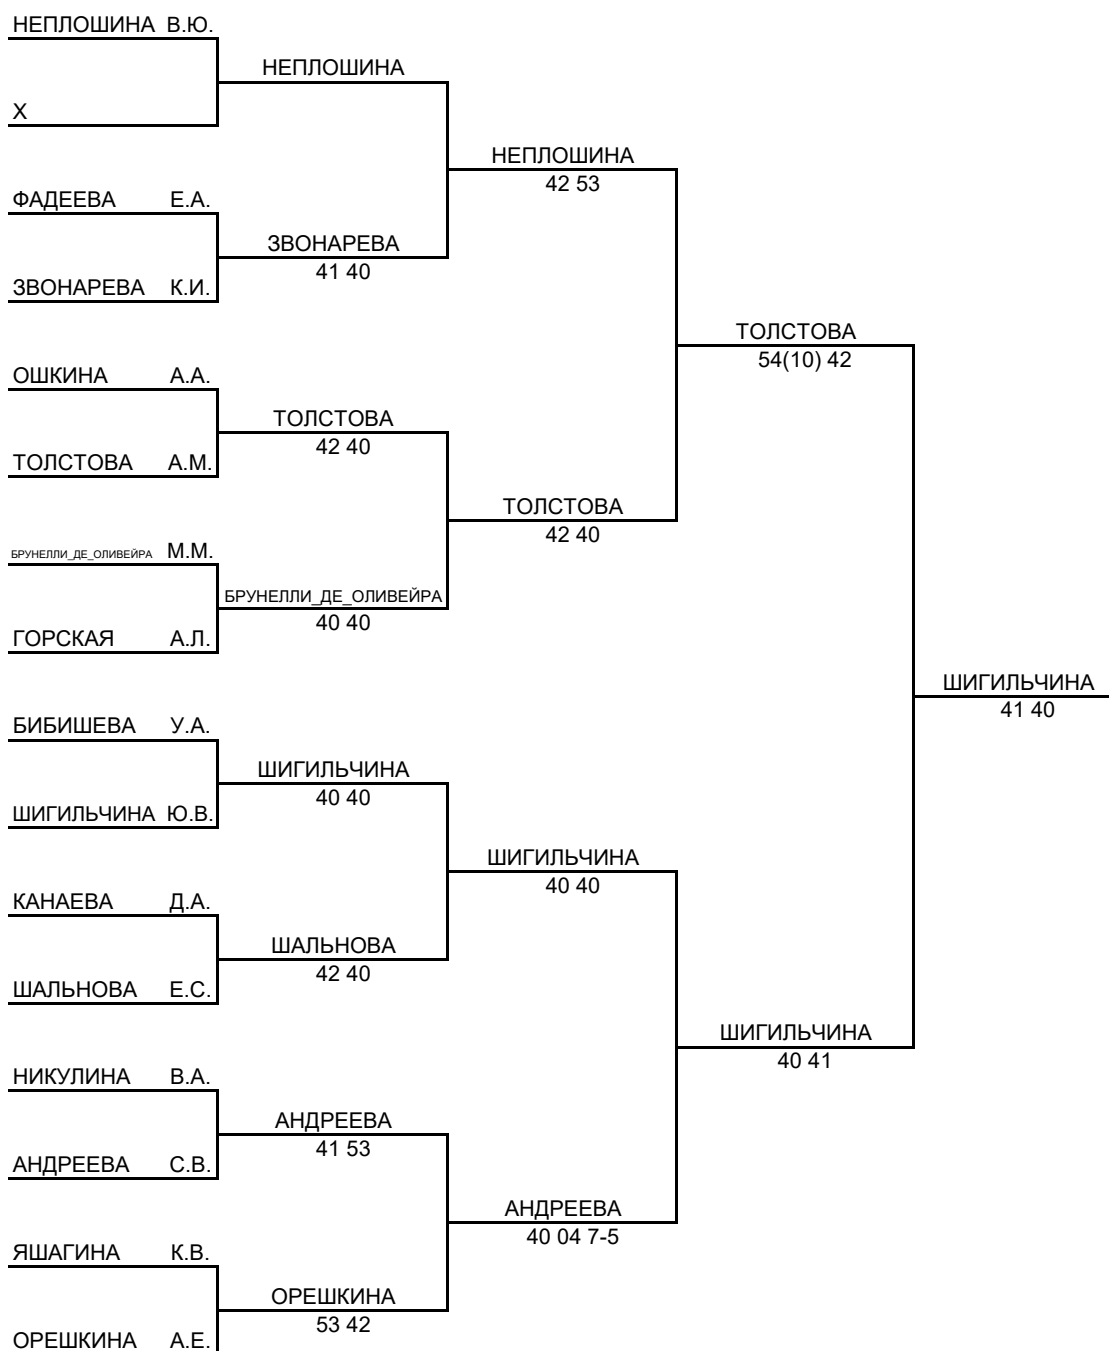 НЕПЛОШИНА В.Ю.
НЕПЛОШИНА
Х
НЕПЛОШИНА
42 53
ФАДЕЕВА Е.А.
ЗВОНАРЕВА
41 40
ЗВОНАРЕВА К.И.
ТОЛСТОВА
54(10) 42
ОШКИНА А.А.
ТОЛСТОВА
42 40
ТОЛСТОВА А.М.
ТОЛСТОВА
42 40
БРУНЕЛЛИ_ДЕ_ОЛИВЕЙРА М.М.
БРУНЕЛЛИ_ДЕ_ОЛИВЕЙРА
40 40
ГОРСКАЯ А.Л.
ШИГИЛЬЧИНА
41 40
БИБИШЕВА У.А.
ШИГИЛЬЧИНА
40 40
ШИГИЛЬЧИНА Ю.В.
ШИГИЛЬЧИНА
40 40
КАНАЕВА Д.А.
ШАЛЬНОВА
42 40
ШАЛЬНОВА Е.С.
ШИГИЛЬЧИНА
40 41
НИКУЛИНА В.А.
АНДРЕЕВА
41 53
АНДРЕЕВА С.В.
АНДРЕЕВА
40 04 7-5
ЯШАГИНА К.В.
ОРЕШКИНА
53 42
ОРЕШКИНА А.Е.